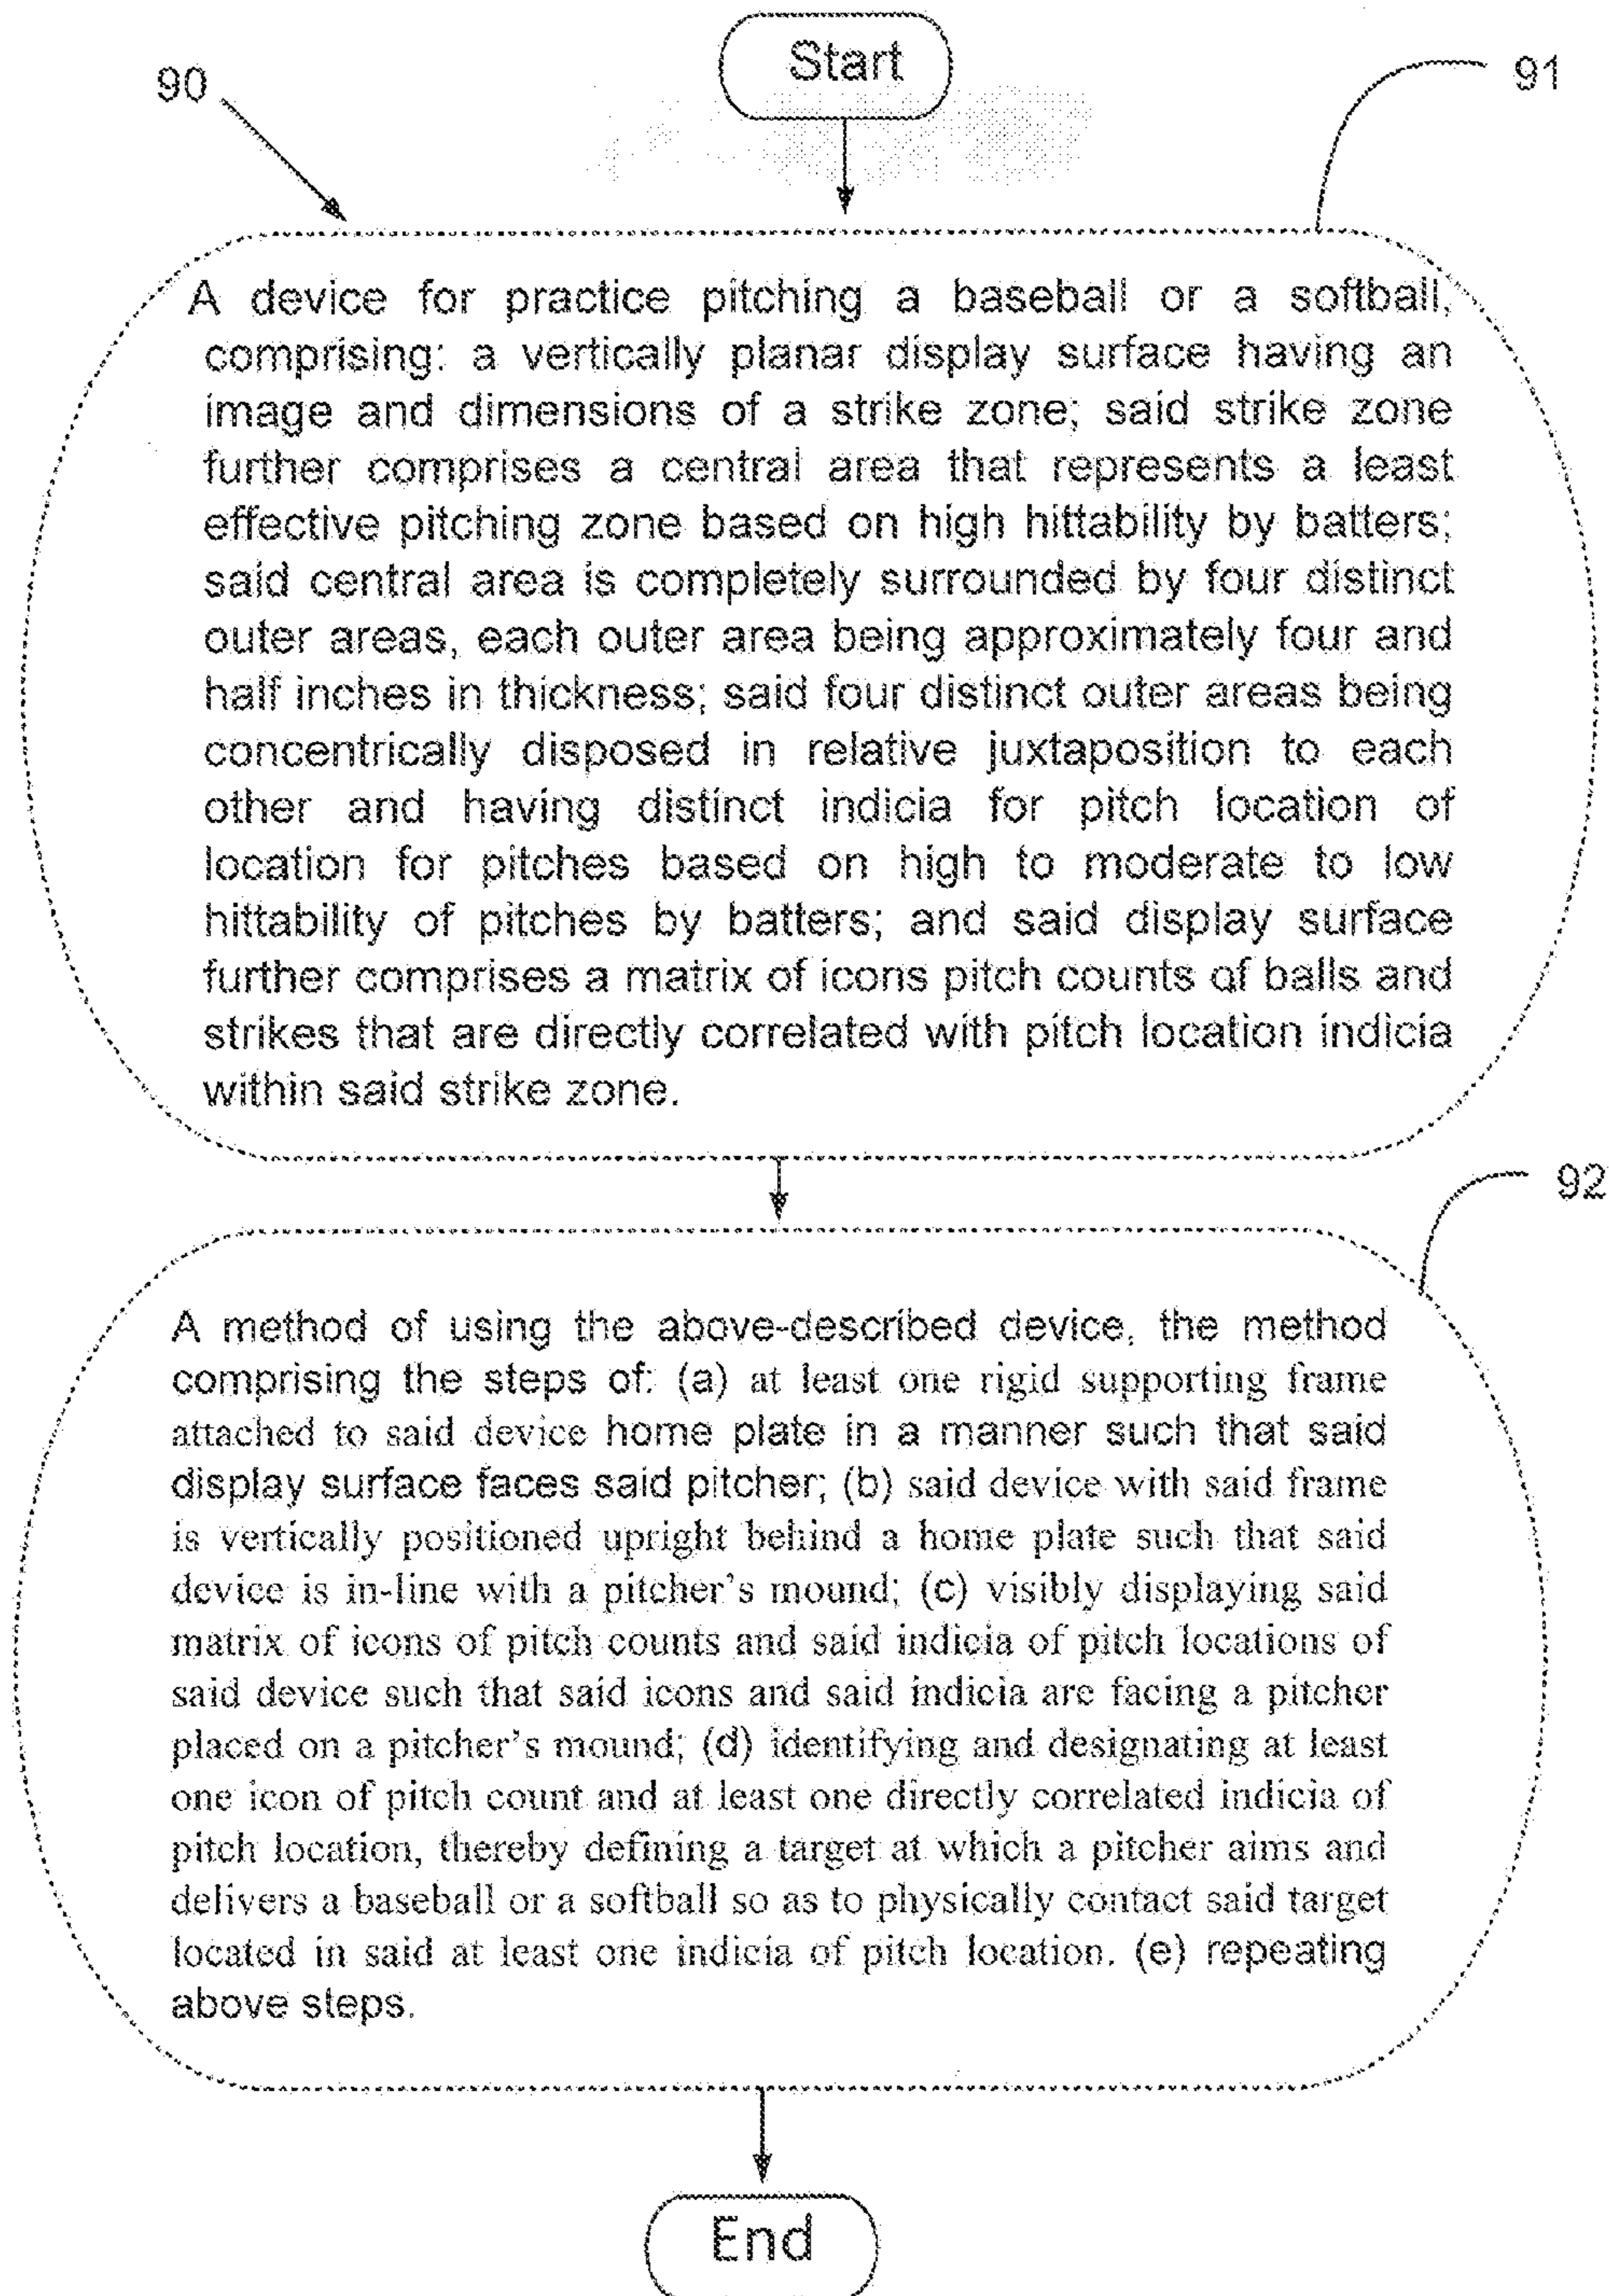 Start
90
91
A device for practice pitching a baseball or a softball,
comprising: a vertically planar display surface having an
image and dimensions of a strike zone; said strike zone
further comprises a central area that represents a least
effective pitching zone based on high hittability by batters;
said central area is completely surrounded by four distinct
outer areas, each outer area being approximately four and
half inches in thickness; said four distinct outer areas being
concentrically disposed in relative juxtaposition to each
other and having distinct indicia for pitch location of
location for pitches based on high to moderate to low
hittability of pitches by batters; and said display surface
further comprises a matrix of icons pitch counts of balls and
strikes that are directly correlated with pitch location indicia
within said strike zone.
92
A method of using the above-described device, the method
comprising the steps of: (a) at least one rigid supporting frame
attached to said device home plate in a manner such that said
display surface faces said pitcher; (b) said device with said frame
is vertically positioned upright behind a home plate such that said
device is in-line with a pitcher's mound; (c) visibly displaying said
matrix of icons of pitch counts and said indicia of pitch locations of
said device such that said icons and said indicia are facing a pitcher
placed on a pitcher's mound; (d) identifying and designating at least
one icon of pitch count and at least one directly correlated indicia of
pitch location, thereby defining a target at which a pitcher aims and
delivers a baseball or a softball so as to physically contact said target
located in said at least one indicia of pitch location. (e) repeating
above steps.
End